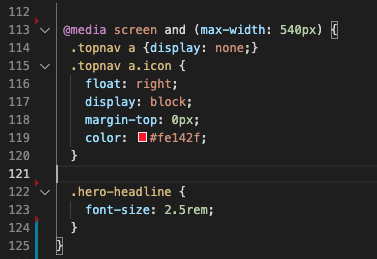 112
113 @media screen and (max-width: 540px) {
114 .topnav a {display: none;}
115 .topnav a.icon {
116 float: right;
117 display: block;
118 margin-top: 0px;
119 color: #fe142f;
120 }
121
122 .hero-headline {
123 font-size: 2.5rem;
124 }
125 }